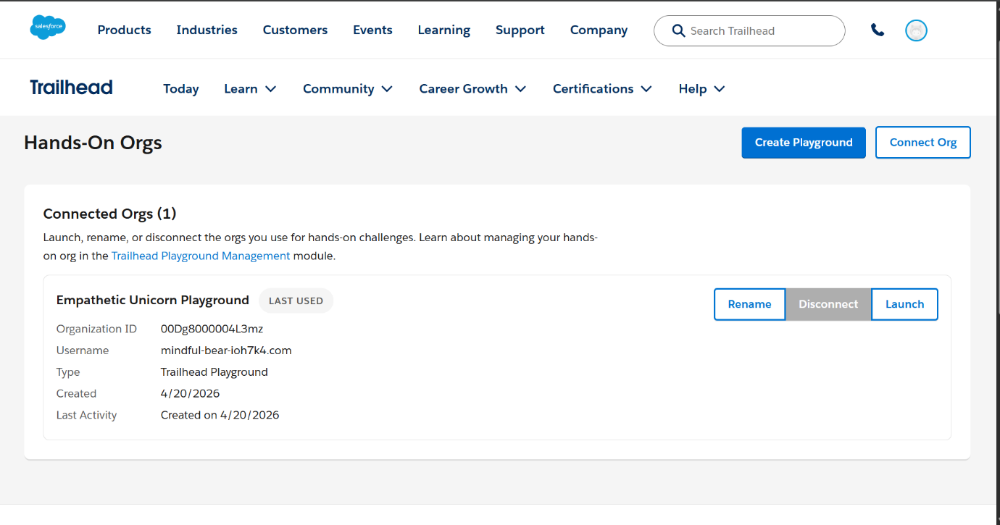 salesforce
Products Industries Customers Events Learning Support Company Search Trailhead
Trailhead Today Learn Community Career Growth Certifications Help
Hands-On Orgs Create Playground Connect Org
Connected Orgs (1)
Launch, rename, or disconnect the orgs you use for hands-on challenges. Learn about managing your hands-
on org in the Trailhead Playground Management module.
Empathetic Unicorn Playground LAST USED Rename Disconnect Launch
Organization ID 00Dg8000004L3mz
Username mindful-bear-ioh7k4.com
Type Trailhead Playground
Created 4/20/2026
Last Activity Created on 4/20/2026